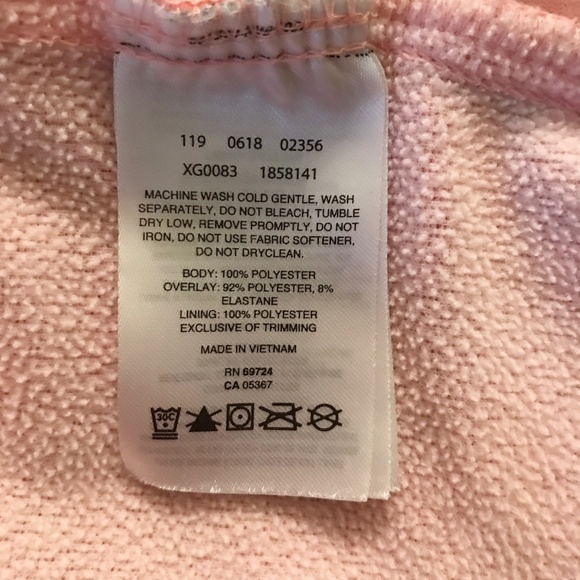 119 0618 02356
XG0083 1858141
MACHINE WASH COLD GENTLE, WASH
SEPARATELY, DO NOT BLEACH, TUMBLE
DRY LOW, REMOVE PROMPTLY, DO NOT
IRON, DO NOT USE FABRIC SOFTENER,
DO NOT DRYCLEAN.
BODY: 100% POLYESTER
OVERLAY: 92% POLYESTER, 8%
ELASTANE
LINING: 100% POLYESTER
EXCLUSIVE OF TRIMMING
MADE IN VIETNAM
RN 69724
CA 05367
30C